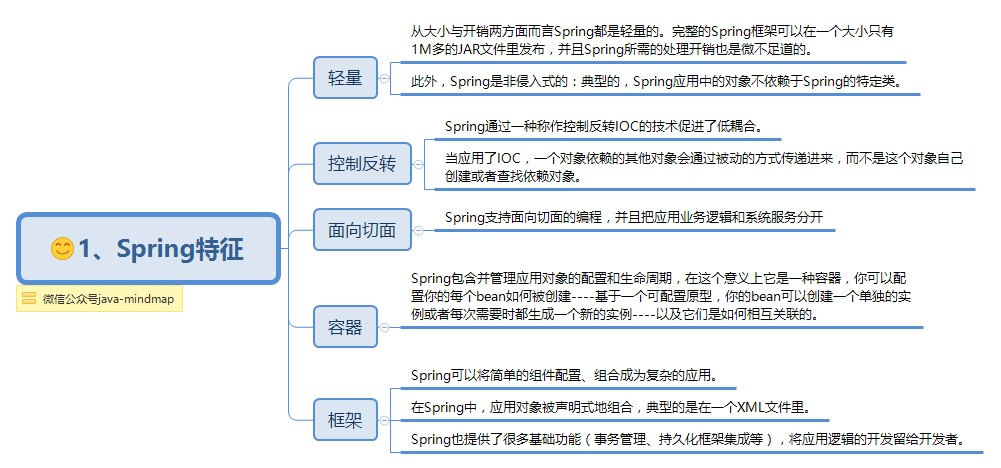 1、Spring特征
微信公众号java-mindmap
轻量
从大小与开销两方面而言Spring都是轻量的。完整的Spring框架可以在一个大小只有
1M多的JAR文件里发布，并且Spring所需的处理开销也是微不足道的。
此外，Spring是非侵入式的：典型的，Spring应用中的对象不依赖于Spring的特定类。
控制反转
Spring通过一种称作控制反转IOC的技术促进了低耦合。
当应用了IOC，一个对象依赖的其他对象会通过被动的方式传递进来，而不是这个对象自己
创建或者查找依赖对象。
面向切面
Spring支持面向切面的编程，并且把应用业务逻辑和系统服务分开
容器
Spring包含并管理应用对象的配置和生命周期，在这个意义上它是一种容器，你可以配
置你的每个bean如何被创建----基于一个可配置原型，你的bean可以创建一个单独的实
例或者每次需要时都生成一个新的实例----以及它们是如何相互关联的。
框架
Spring可以将简单的组件配置、组合成为复杂的应用。
在Spring中，应用对象被声明式地组合，典型的是在一个XML文件里。
Spring也提供了很多基础功能（事务管理、持久化框架集成等），将应用逻辑的开发留给开发者。